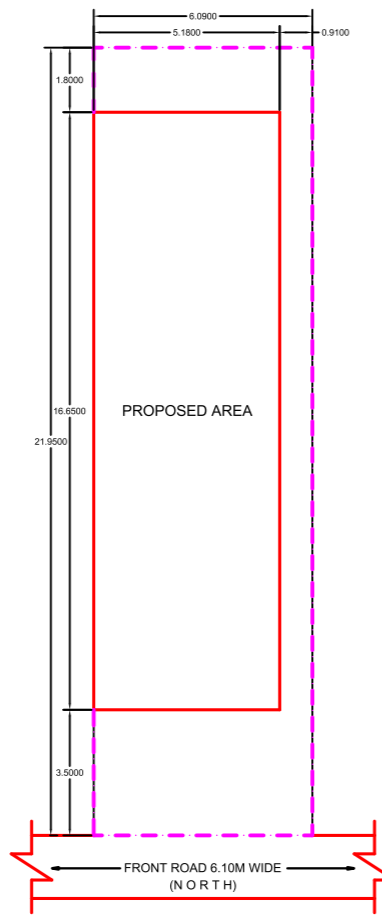 6.0900
5.1800
0.9100
1.8000
16.6500
PROPOSED AREA
21.9500
3.5000
FRONT ROAD 6.10M WIDE
(N O R T H)